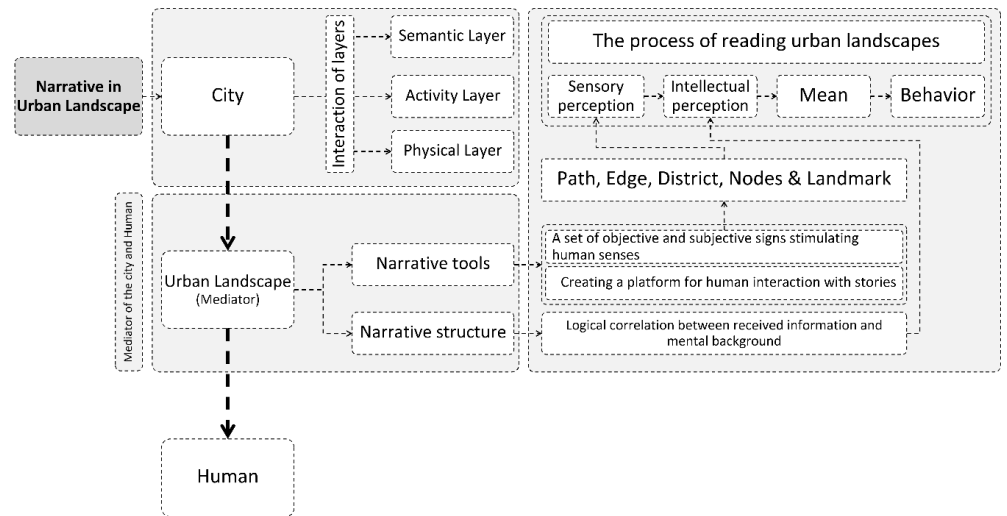 Narrative in
Urban Landscape
City
Interaction of layers
Semantic Layer
Activity Layer
Physical Layer
The process of reading urban landscapes
Sensory
perception
Intellectual
perception
Mean
Behavior
Path, Edge, District, Nodes & Landmark
Mediator of the city and Human
Urban Landscape
(Mediator)
Narrative tools
Narrative structure
A set of objective and subjective signs stimulating
human senses
Creating a platform for human interaction with stories
Logical correlation between received information and
mental background
Human